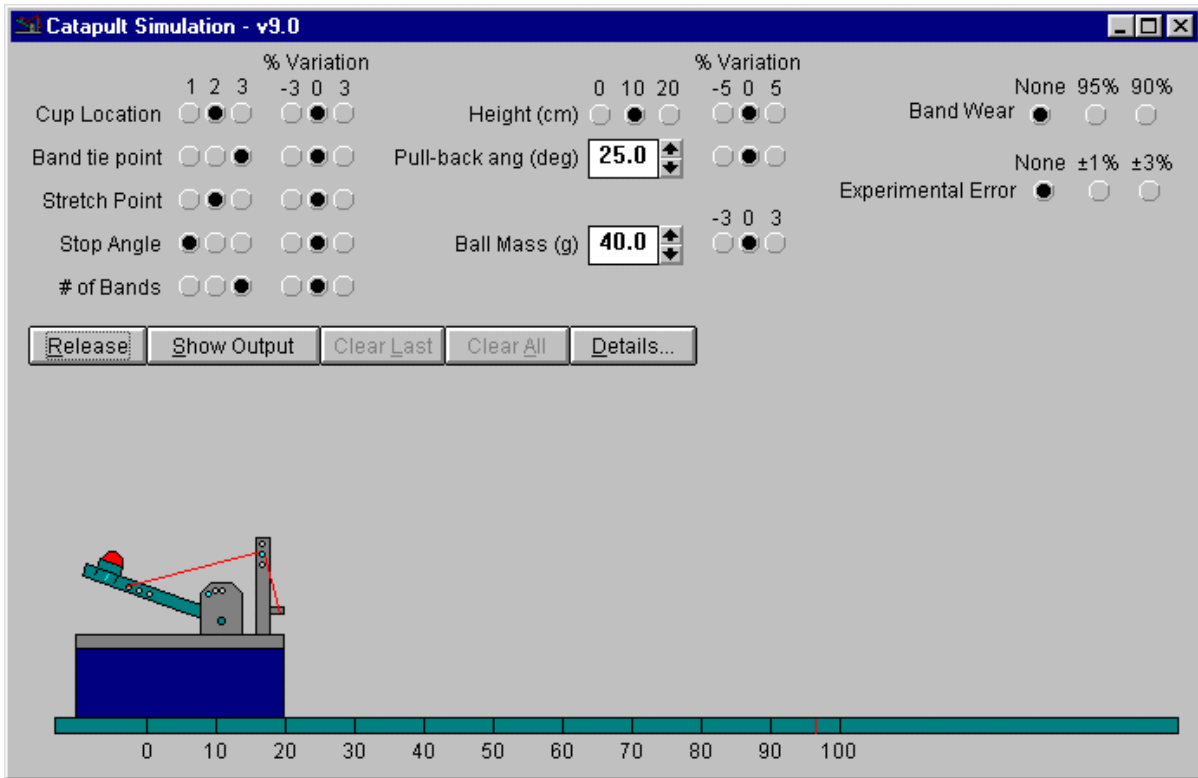 Catapult Simulation - v9.0
% Variation % Variation
1 2 3 -3 0 3 0 10 20 -5 0 5 None 95% 90%
Cup Location Height (cm) Band Wear
Band tie point Pull-back ang (deg) 25.0 None ±1% ±3%
Stretch Point Experimental Error
-3 0 3
Stop Angle Ball Mass (g) 40.0
# of Bands
Release Show Output Clear Last Clear All Details...
0 10 20 30 40 50 60 70 80 90 100